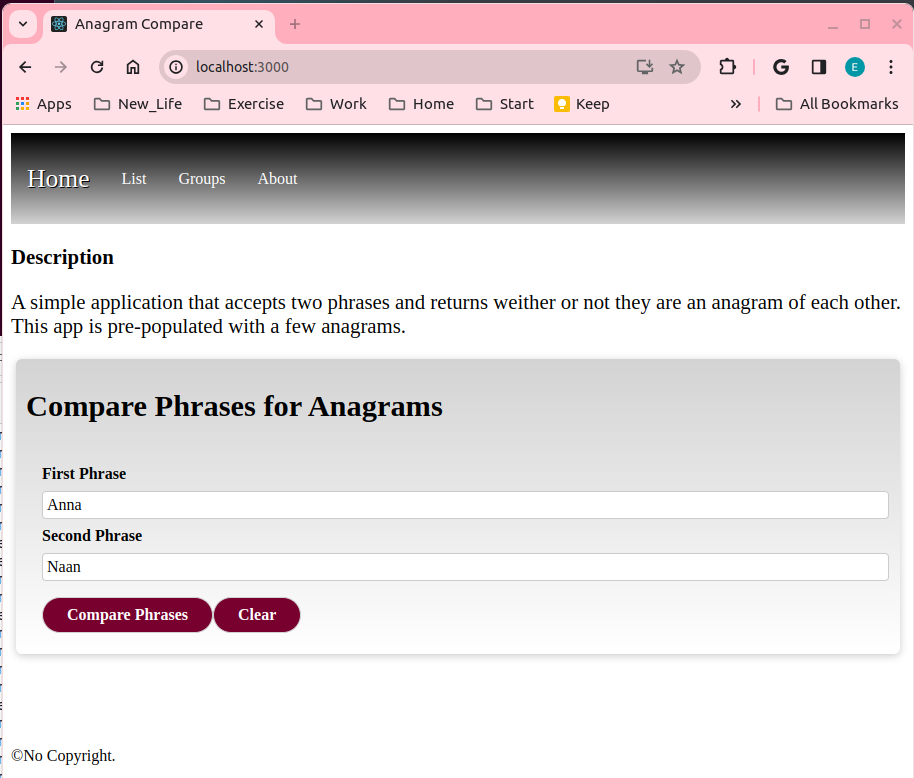 Anagram Compare
localhost:3000
E
Apps New_Life Exercise Work Home Start Keep » All Bookmarks
Home List Groups About
Description
A simple application that accepts two phrases and returns weither or not they are an anagram of each other.
This app is pre-populated with a few anagrams.
Compare Phrases for Anagrams
First Phrase
Anna
Second Phrase
Naan
Compare Phrases Clear
©No Copyright.